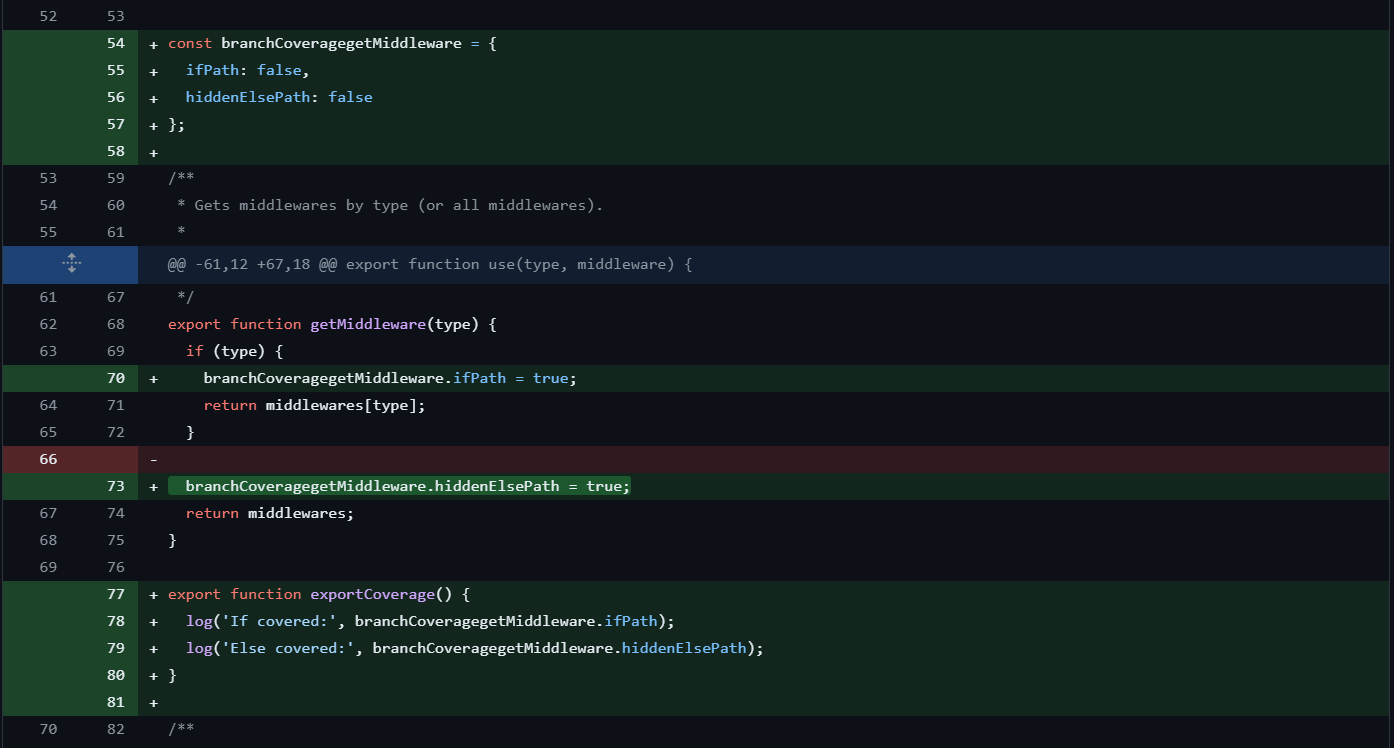 52 53
54 + const branchCoveragegetMiddleware = {
55 + ifPath: false,
56 + hiddenElsePath: false
57 + };
58 +
53 59 /**
54 60 * Gets middlewares by type (or all middlewares).
55 61 *
@@ -61,12 +67,18 @@ export function use(type, middleware) {
61 67 */
62 68 export function getMiddleware(type) {
63 69 if (type) {
70 + branchCoveragegetMiddleware.ifPath = true;
64 71 return middlewares[type];
65 72 }
66 -
73 + branchCoveragegetMiddleware.hiddenElsePath = true;
67 74 return middlewares;
68 75 }
69 76
77 + export function exportCoverage() {
78 + log('If covered:', branchCoveragegetMiddleware.ifPath);
79 + log('Else covered:', branchCoveragegetMiddleware.hiddenElsePath);
80 + }
81 +
70 82 /**